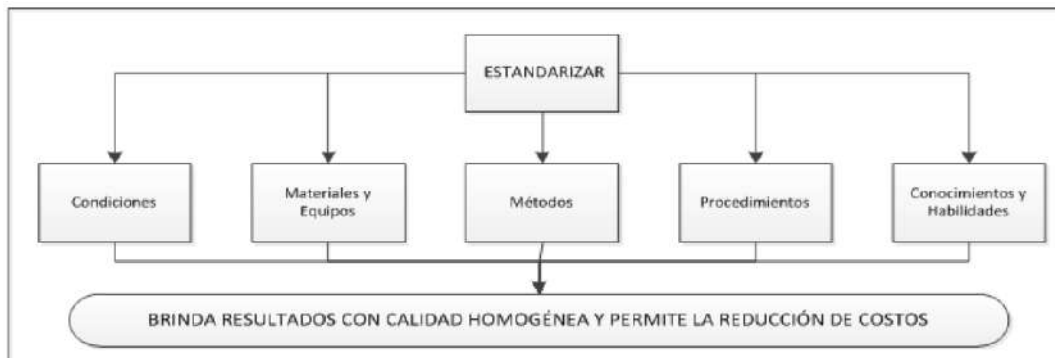 ESTANDARIZAR
Condiciones
Materiales y
Equipos
Métodos
Procedimientos
Conocimientos y
Habilidades
BRINDA RESULTADOS CON CALIDAD HOMOGÉNEA Y PERMITE LA REDUCCIÓN DE COSTOS